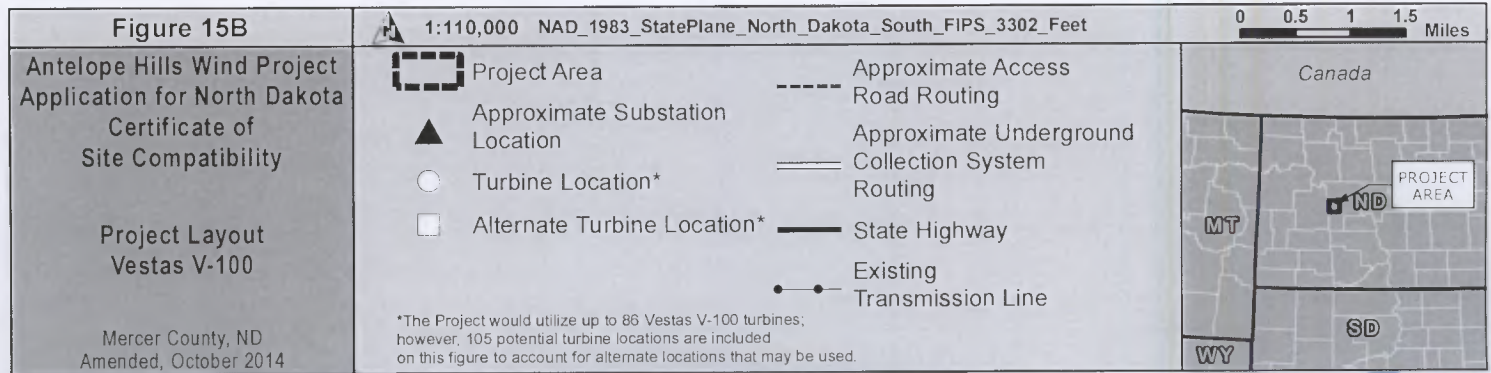 Figure 15B
Antelope Hills Wind Project
Application for North Dakota
Certificate of
Site Compatibility
Project Layout
Vestas V-100
Mercer County, ND
Amended, October 2014
N
1:110,000 NAD_1983_StatePlane_North_Dakota_South_FIPS_3302_Feet
0 0.5 1 1.5
Miles
Project Area
Approximate Substation
Location
Turbine Location*
Alternate Turbine Location*
Approximate Access
Road Routing
Approximate Underground
Collection System
Routing
State Highway
Existing
Transmission Line
*The Project would utilize up to 86 Vestas V-100 turbines;
however, 105 potential turbine locations are included
on this figure to account for alternate locations that may be used.
Canada
PROJECT
AREA
MT
ND
SD
WY